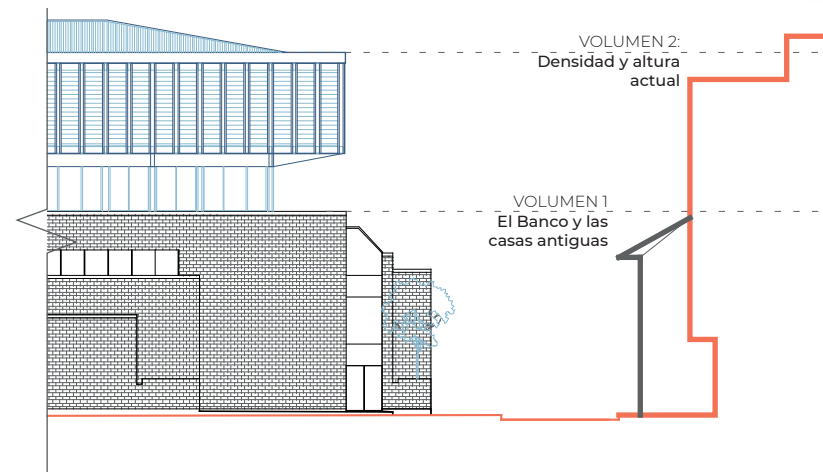 VOLUMEN 2:
Densidad y altura
actual
VOLUMEN 1
El Banco y las
casas antiguas